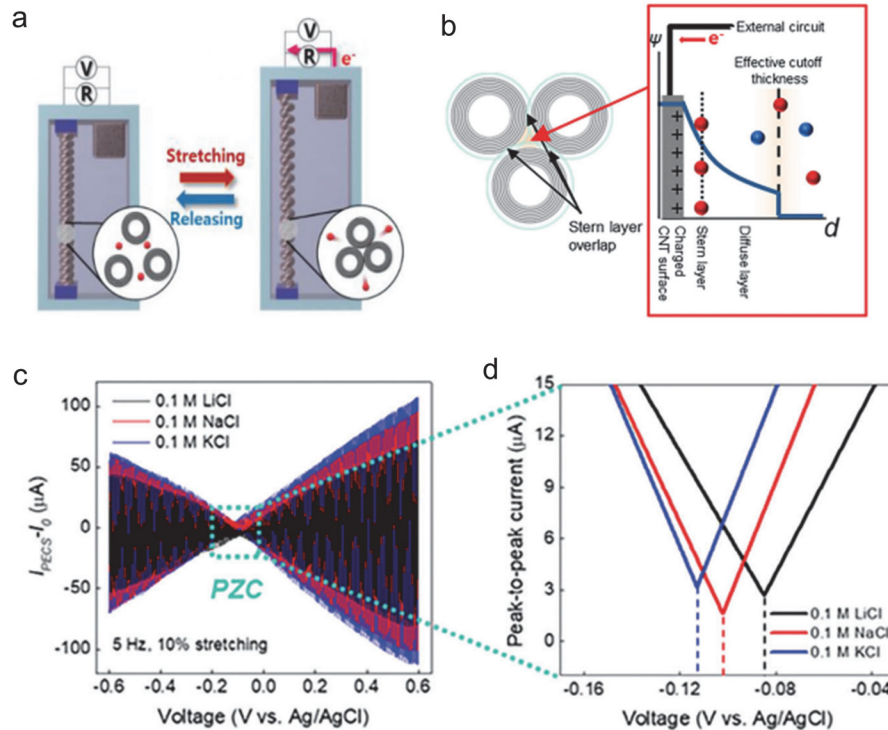 a
V
R
V
R
e-
Stretching
Releasing
b
Stern layer
overlap
ψ
External circuit
e-
Effective cutoff
thickness
+
+
+
+
+
+
d
Charged
CNT surface
Stern layer
Diffuse layer
c
0.1 M LiCl
0.1 M NaCl
0.1 M KCl
100
50
0
-50
-100
I_PECS-I_0 (μA)
PZC
5 Hz, 10% stretching
-0.6 -0.4 -0.2 0.0 0.2 0.4 0.6
Voltage (V vs. Ag/AgCl)
d
15
12
9
6
3
0
Peak-to-peak current (μA)
0.1 M LiCl
0.1 M NaCl
0.1 M KCl
-0.16 -0.12 -0.08 -0.04
Voltage (V vs. Ag/AgCl)